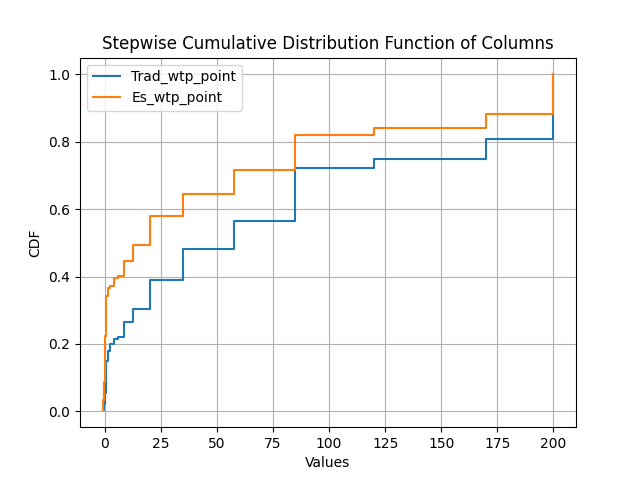 Stepwise Cumulative Distribution Function of Columns
Trad_wtp_point
Es_wtp_point
1.0
0.8
0.6
0.4
0.2
0.0
CDF
0 25 50 75 100 125 150 175 200
Values